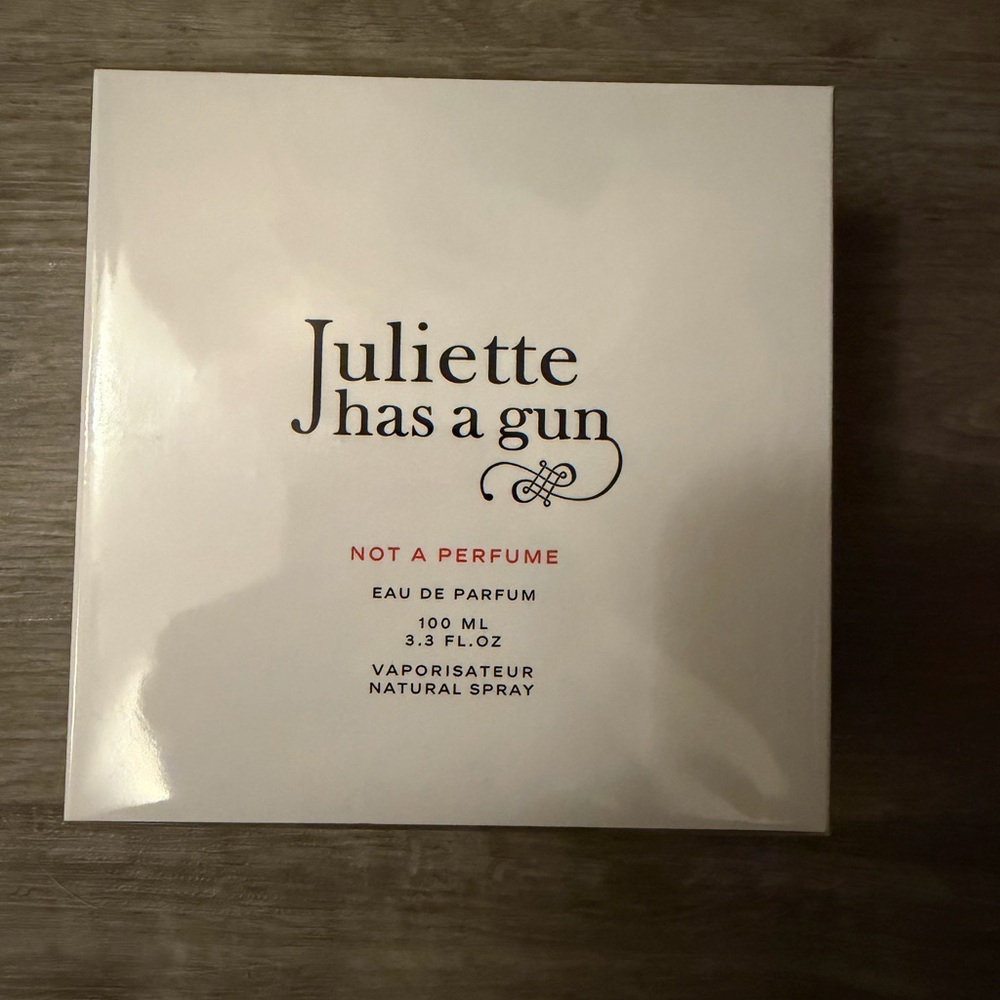 Juliette
has a gun
NOT A PERFUME
EAU DE PARFUM
100 ML
3.3 FL.OZ
VAPORISATEUR
NATURAL SPRAY